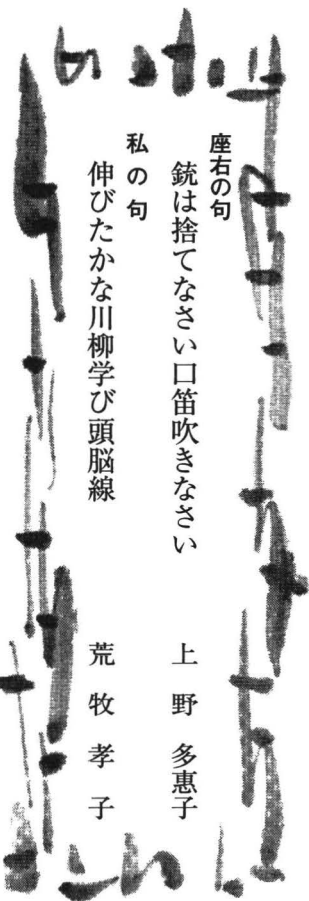 座右の句
銃は捨てなさい口笛吹きなさい　上野多惠子
私の句
伸びたかな川柳学び頭脳線　荒牧孝子